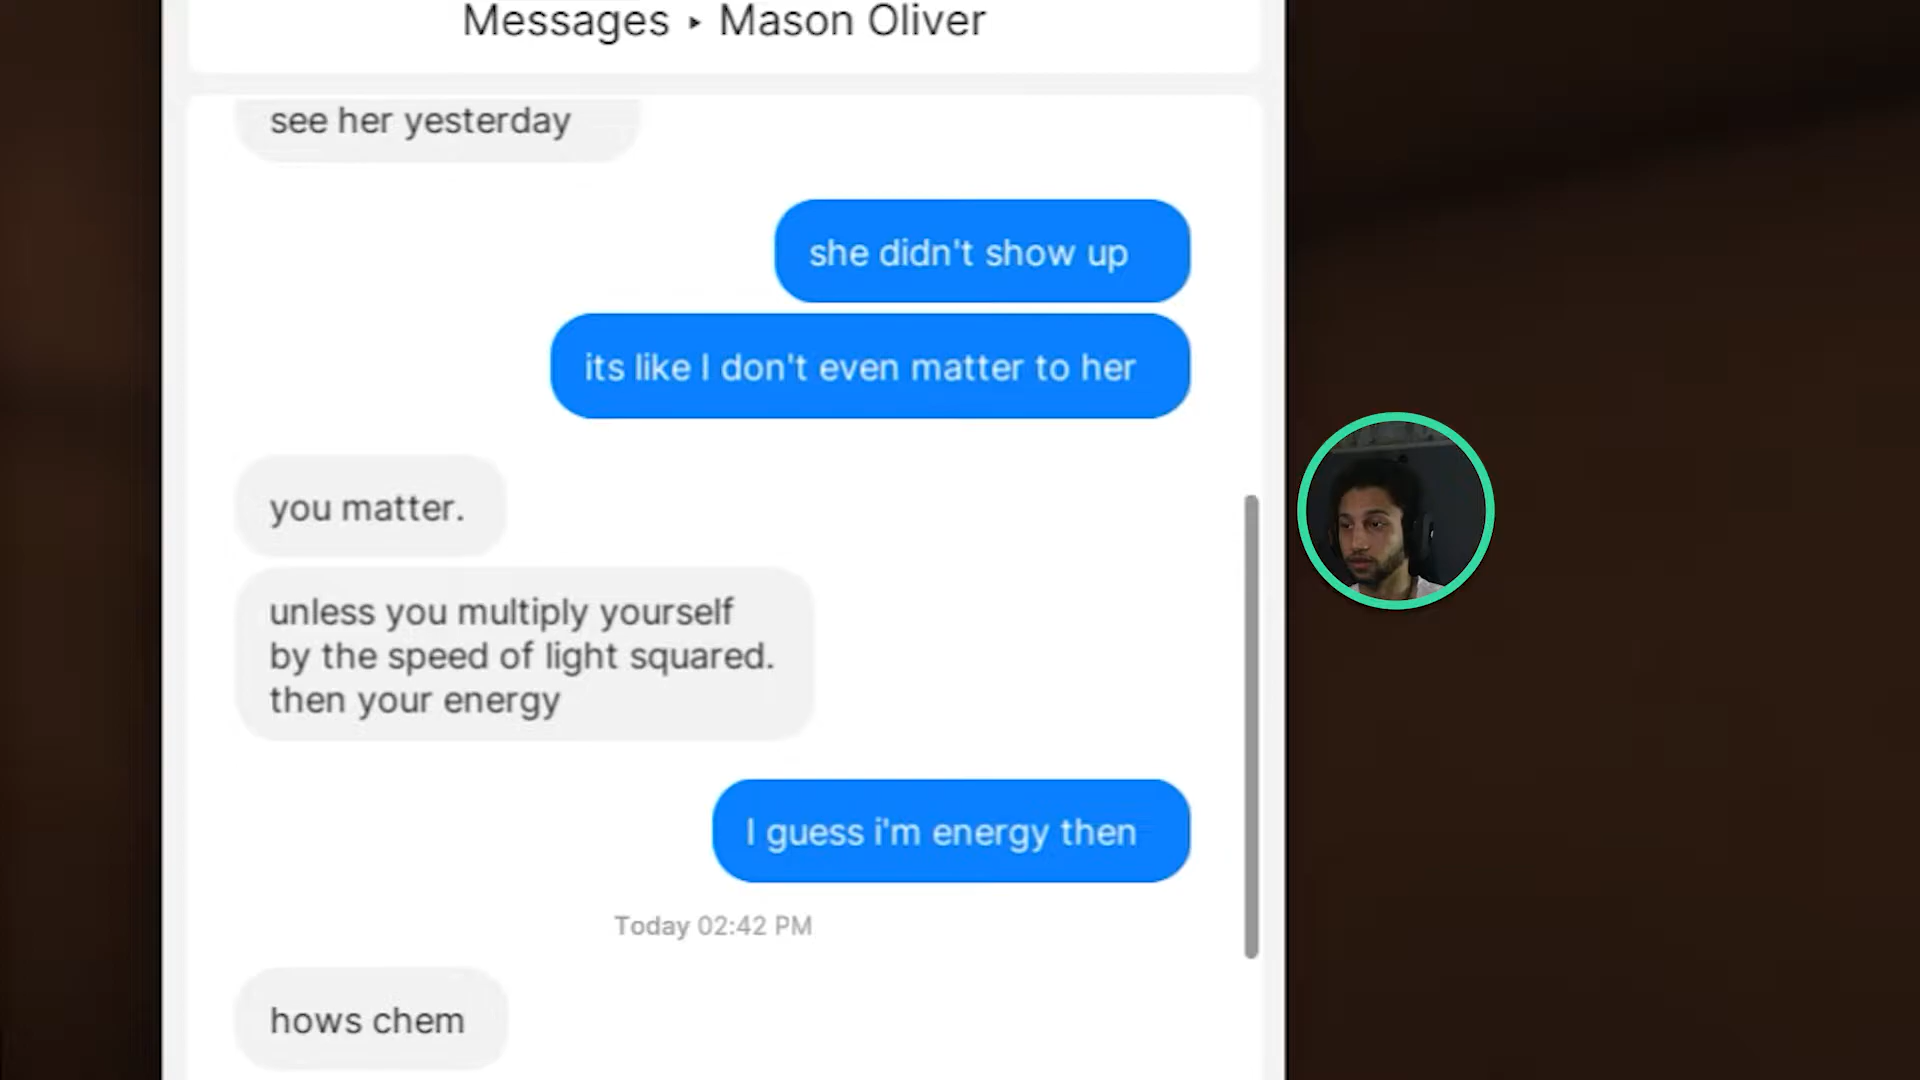 Messages ‣ Mason Oliver
see her yesterday
she didn't show up
its like I don't even matter to her
you matter.
unless you multiply yourself
by the speed of light squared.
then your energy
I guess i'm energy then
Today 02:42 PM
hows chem